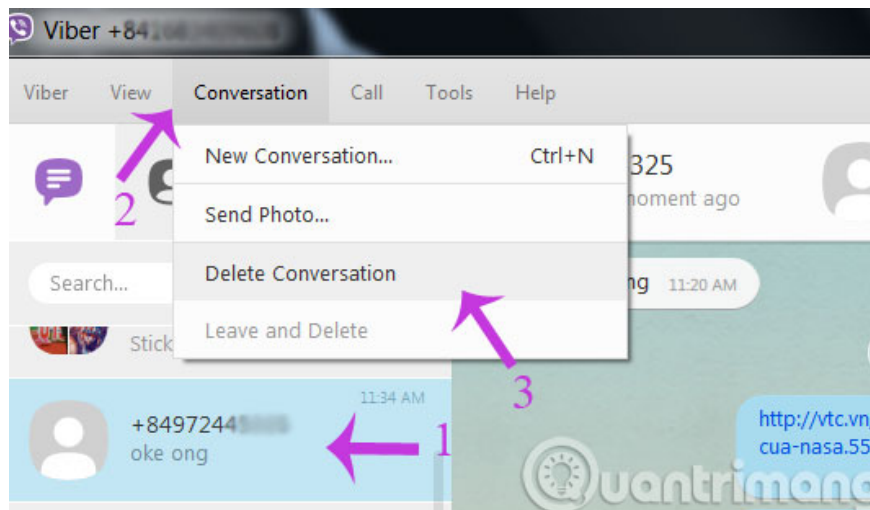 Viber +84
Viber View Conversation Call Tools Help
New Conversation... Ctrl+N
Send Photo...
Delete Conversation
Leave and Delete
2
325
moment ago
Search...
11:20 AM
Stick
11:34 AM
+84972445
oke ong
1
3
http://vtc.vn
cua-nasa.55
Quantrimang